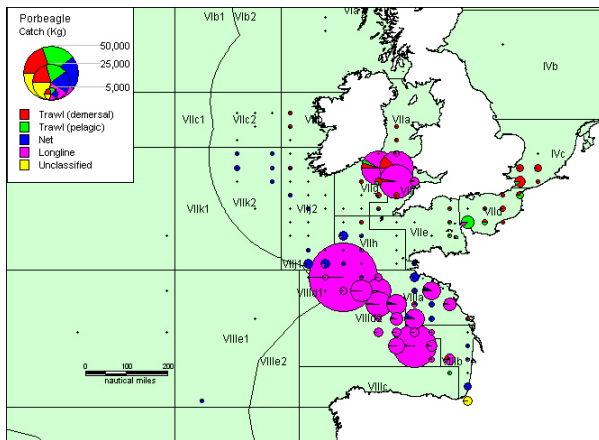 Porbeagle
Catch (Kg)
50,000
25,000
5,000
Trawl (demersal)
Trawl (pelagic)
Net
Longline
Unclassified
VIb1
VIb2
VIa
IVb
VIIc1
VIIc2
VIIb
VIIa
IVc
VIIk1
VIIk2
VIIj2
VIIg
VIIf
VIId
VIIe
VIIh
VIIj1
VIIId1
VIIIa
VIIId2
VIIIe1
VIIIe2
VIIIb
VIIIc
0
100
200
nautical miles